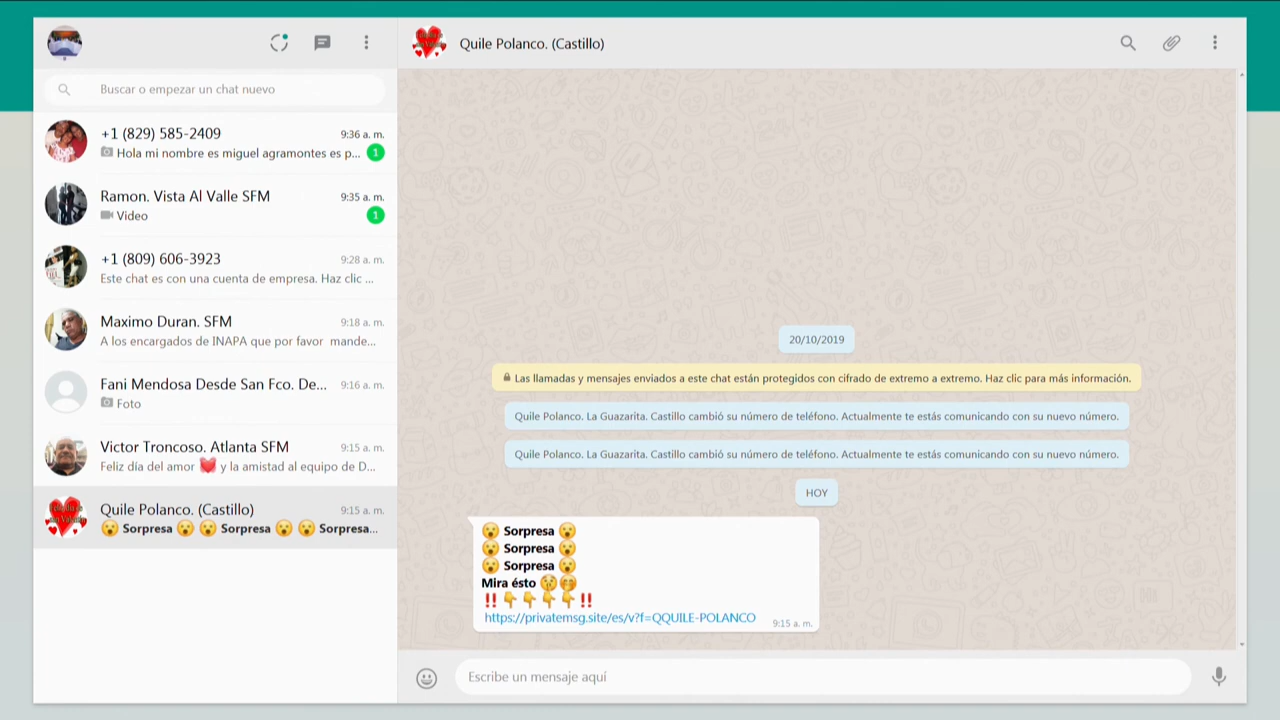 Quile Polanco. (Castillo)
Buscar o empezar un chat nuevo
+1 (829) 585-2409
9:36 a. m.
Hola mi nombre es miguel agramontes es p...
1
Ramon. Vista Al Valle SFM
9:35 a. m.
Video
1
+1 (809) 606-3923
9:28 a. m.
Este chat es con una cuenta de empresa. Haz clic ...
Maximo Duran. SFM
9:18 a. m.
A los encargados de INAPA que por favor mande...
Fani Mendosa Desde San Fco. De...
9:16 a. m.
Foto
Victor Troncoso. Atlanta SFM
9:15 a. m.
Feliz día del amor 💓 y la amistad al equipo de D...
Quile Polanco. (Castillo)
9:15 a. m.
😮 Sorpresa 😮 😮 Sorpresa 😮 😮 Sorpresa...
20/10/2019
Las llamadas y mensajes enviados a este chat están protegidos con cifrado de extremo a extremo. Haz clic para más información.
Quile Polanco. La Guazarita. Castillo cambió su número de teléfono. Actualmente te estás comunicando con su nuevo número.
Quile Polanco. La Guazarita. Castillo cambió su número de teléfono. Actualmente te estás comunicando con su nuevo número.
HOY
😮 Sorpresa 😮
😮 Sorpresa 😮
😮 Sorpresa 😮
Mira ésto 😢🤭
‼️👇👇👇👇‼️
https://privatemsg.site/es/v?f=QQUILE-POLANCO
9:15 a. m.
Escribe un mensaje aquí